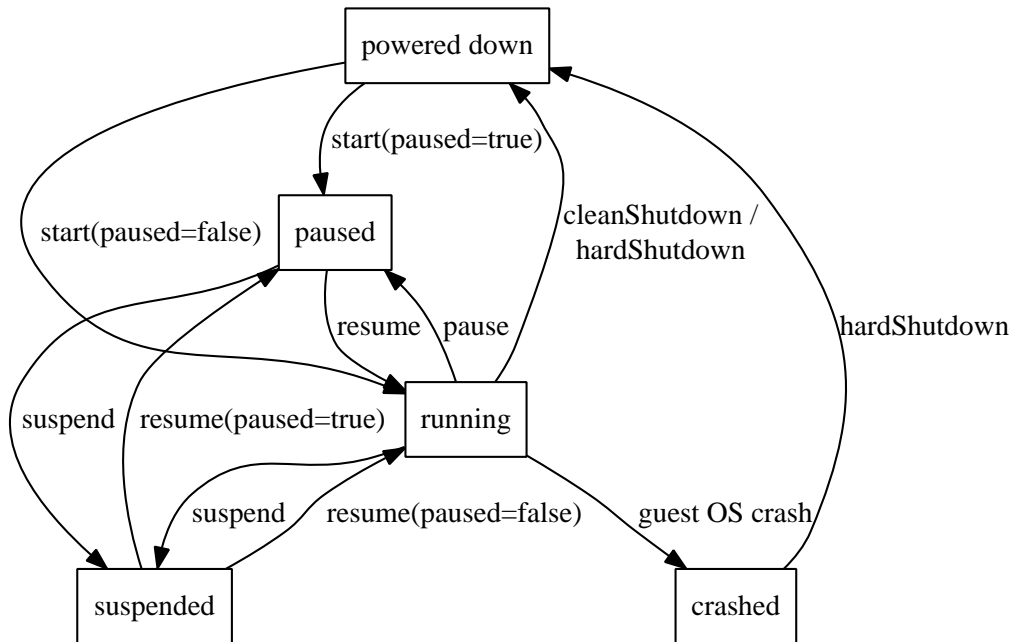 powered down
start(paused=true)
cleanShutdown /
hardShutdown
start(paused=false)
paused
resume
pause
hardShutdown
suspend
resume(paused=true)
running
suspend
resume(paused=false)
guest OS crash
suspended
crashed